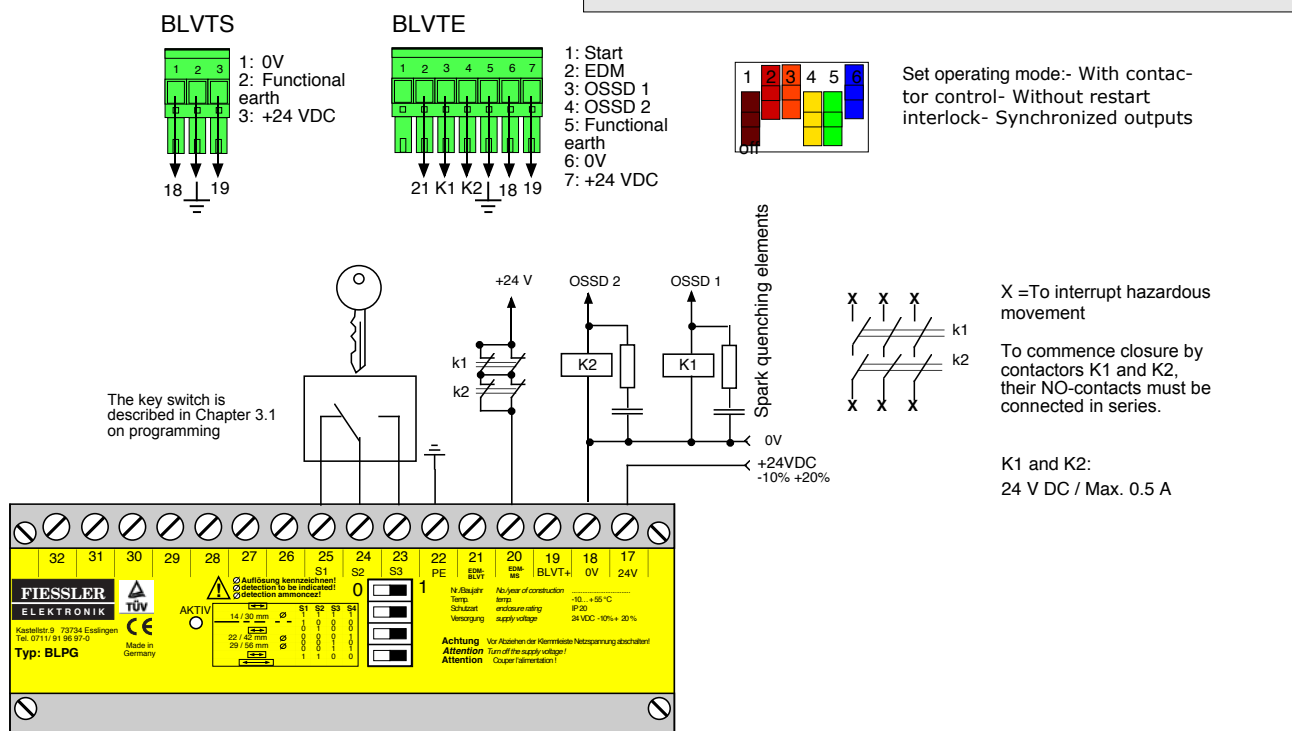 BLVTS
1 2 3
1: 0V
2: Functional
earth
3: +24 VDC
18 19
BLVTE
1 2 3 4 5 6 7
1: Start
2: EDM
3: OSSD 1
4: OSSD 2
5: Functional
earth
6: 0V
7: +24 VDC
21 K1 K2 18 19
1 2 3 4 5 6
off
Set operating mode:- With contac-
tor control- Without restart
interlock- Synchronized outputs
The key switch is
described in Chapter 3.1
on programming
+24 V
k1
k2
OSSD 2
K2
OSSD 1
K1
Spark quenching elements
0V
+24VDC
-10% +20%
X X X
k1
k2
X X X
X =To interrupt hazardous
movement
To commence closure by
contactors K1 and K2,
their NO-contacts must be
connected in series.
K1 and K2:
24 V DC / Max. 0.5 A
32 31 30 29 28 27 26 25 24 23 22 21 20 19 18 17
S1 S2 S3 PE EDM-BLVT EDM-MS BLVT+ 0V 24V
FIESSLER
ELEKTRONIK
Kastellstr.9 73734 Esslingen
Tel. 0711/ 91 96 97-0
Typ: BLPG
TÜV
CE
Made in
Germany
AKTIV
Ø Auflösung kennzeichnen!
Ø detection to be indicated!
Ø detection ammoncez!
S1 S2 S3 S4
14 / 30 mm Ø
22 / 42 mm Ø
29 / 56 mm Ø
1 1 0 0
0 1
Nr./Baujahr No./year of construction
Temp. temp. -10...+55 °C
Schutzart enclosure rating IP 20
Versorgung supply voltage 24 VDC -10%+ 20 %
Achtung Vor Abziehen der Klemmleiste Netzspannung abschalten!
Attention Turn off the supply voltage !
Attention Couper l'alimentation !